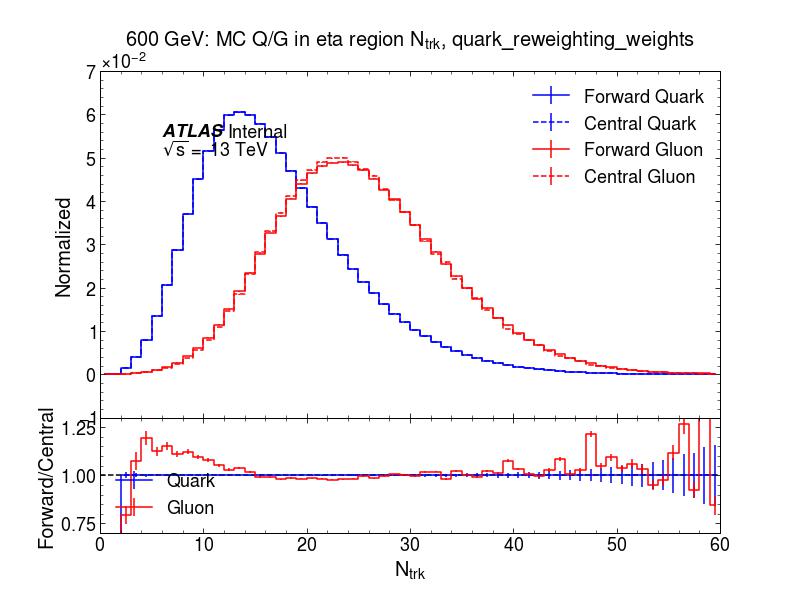 600 GeV: MC Q/G in eta region N_trk, quark_reweighting_weights
×10⁻²
7
6
5
4
3
2
1
0
−1
Normalized
ATLAS Internal
√s = 13 TeV
Forward Quark
Central Quark
Forward Gluon
Central Gluon
Forward/Central
1.25
1.00
0.75
Quark
Gluon
0 10 20 30 40 50 60
N_trk